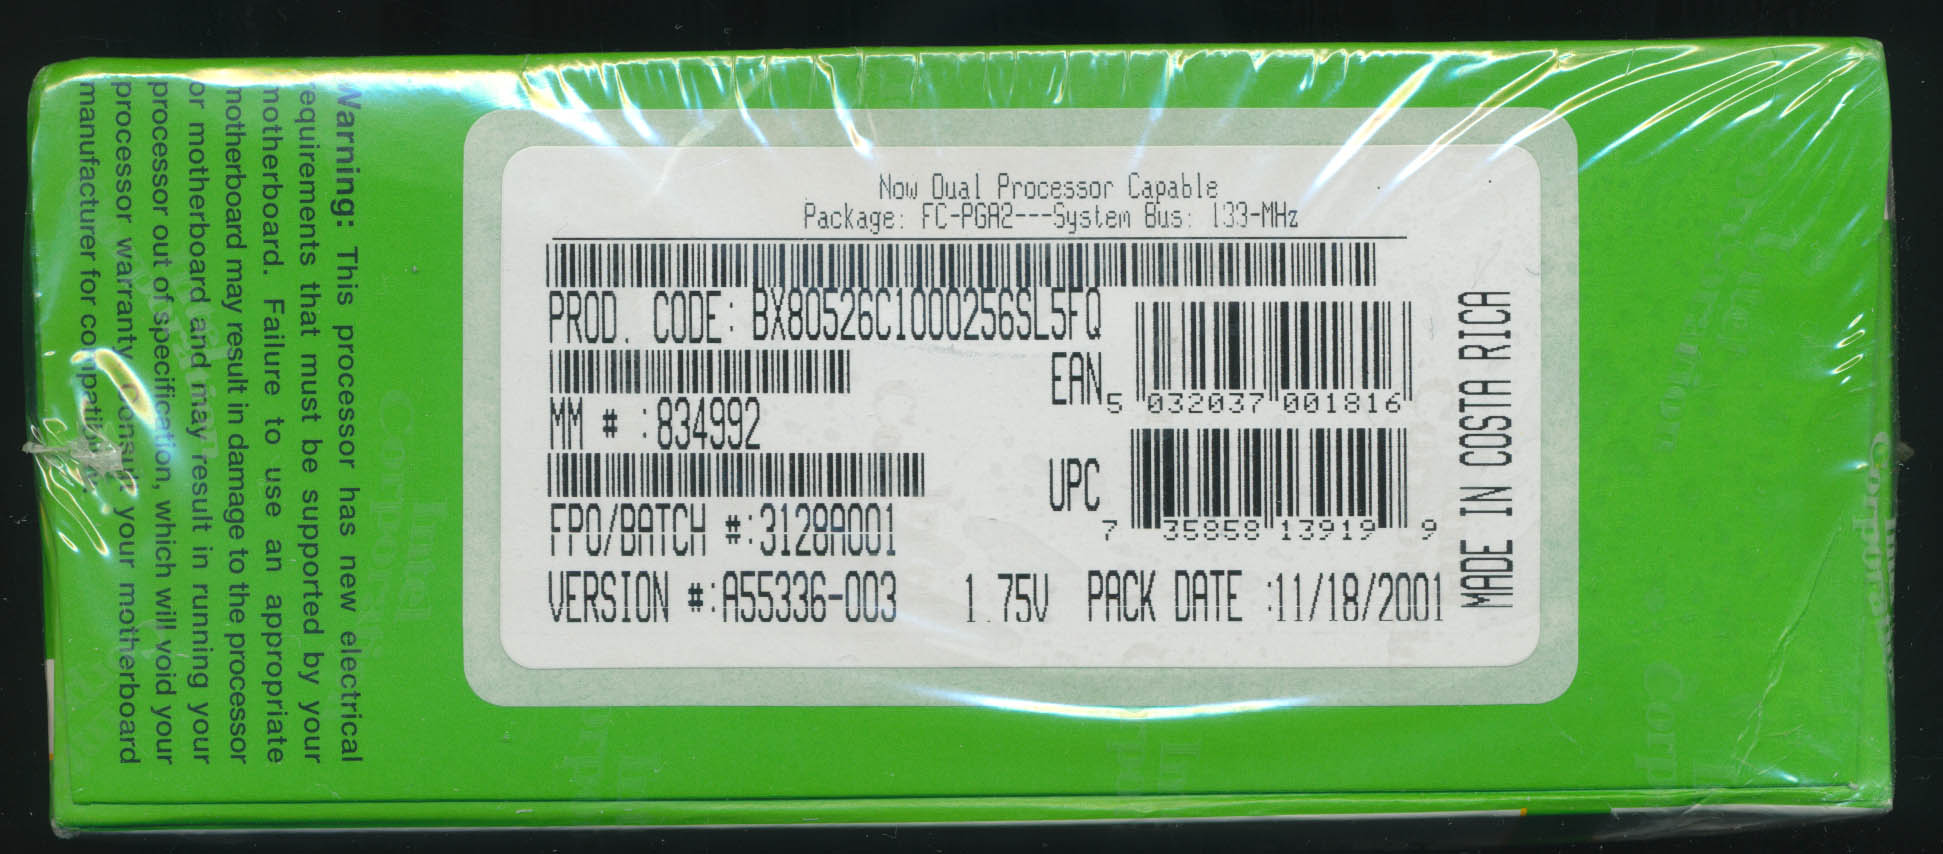 Now Dual Processor Capable
Package: FC-PGA2---System Bus: 133-MHz
PROD. CODE: BX80526C1000256SL5FQ
EAN
5 032037 001816
MM # :834992
UPC
7 35858 13919 9
FPO/BATCH #:3128A001
VERSION #:A55336-003 1.75V PACK DATE :11/18/2001
MADE IN COSTA RICA
Warning: This processor has new electrical
requirements that must be supported by your
motherboard. Failure to use an appropriate
motherboard may result in damage to the processor
or motherboard and may result in running your
processor out of specification, which will void your
processor warranty. Consult your motherboard
manufacturer for compatibility.
Intel
Corporation